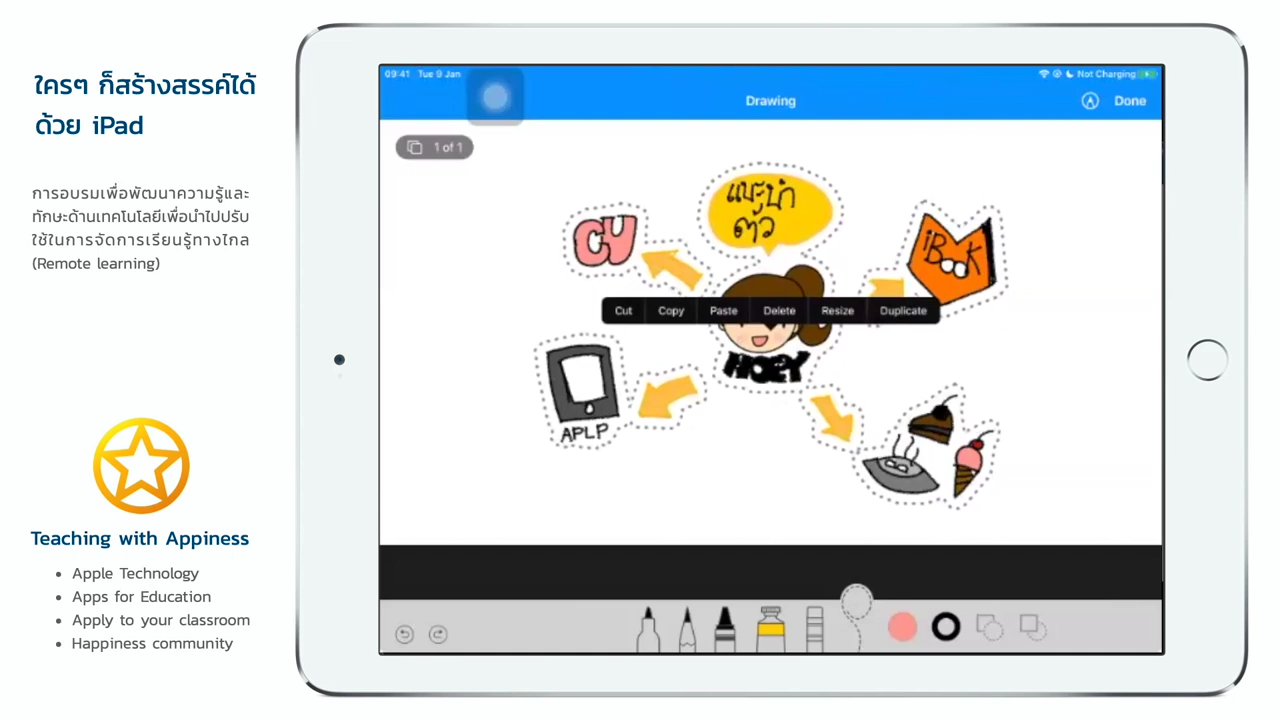 ใครๆ ก็สร้างสรรค์ได้
ด้วย iPad
การอบรมเพื่อพัฒนาความรู้และ
ทักษะด้านเทคโนโลยีเพื่อนำไปปรับ
ใช้ในการจัดการเรียนรู้ทางไกล
(Remote learning)
Teaching with Appiness
Apple Technology
Apps for Education
Apply to your classroom
Happiness community
09:41 Tue 9 Jan
Not Charging
Drawing
Done
1 of 1
แนะนำ
ตัว
CU
iBooK
Cut Copy Paste Delete Resize Duplicate
HOEY
APLP